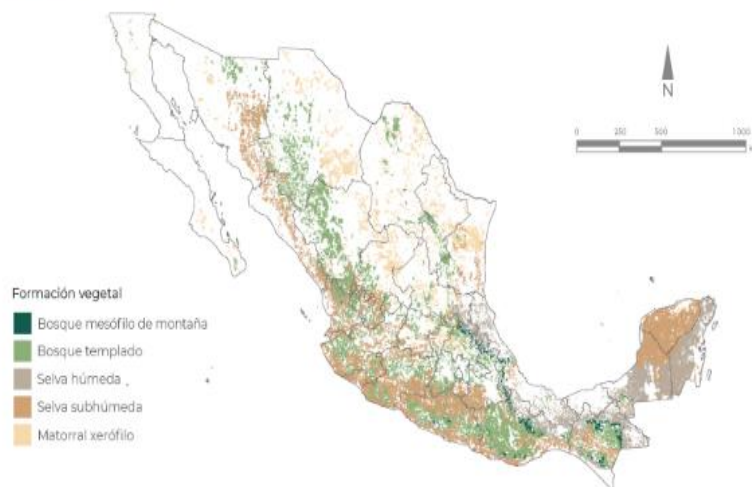 N
0 250 500 1 000
Formación vegetal
Bosque mesófilo de montaña
Bosque templado
Selva húmeda
Selva subhúmeda
Matorral xerófilo